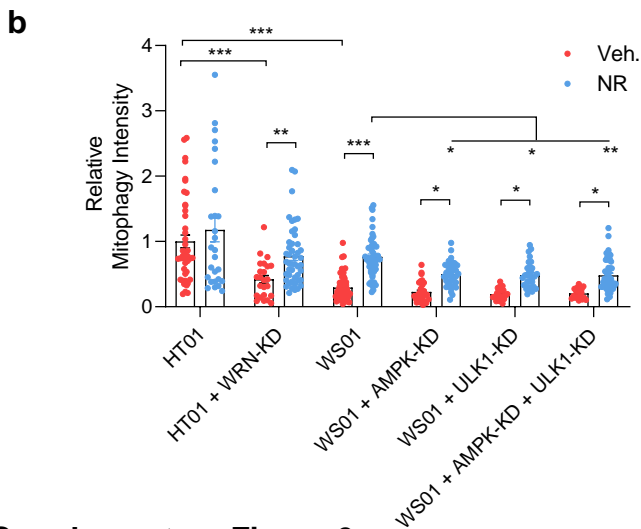 b
***
***
4
Veh.
NR
3
**
***
*
*
**
Relative
Mitophagy Intensity
2
*
*
*
1
0
HT01
HT01 + WRN-KD
WS01
WS01 + AMPK-KD
WS01 + ULK1-KD
WS01 + AMPK-KD + ULK1-KD